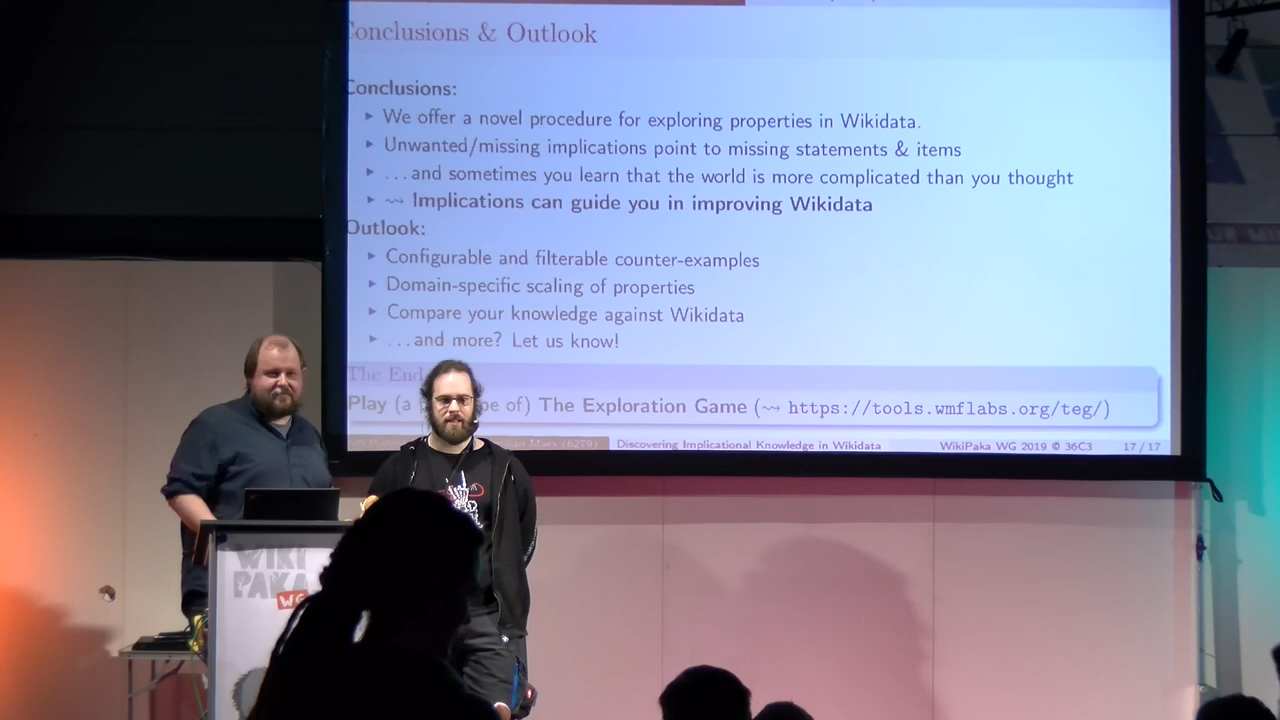 onclusions & Outlook
Conclusions:
▸ We offer a novel procedure for exploring properties in Wikidata.
▸ Unwanted/missing implications point to missing statements & items
▸ ...and sometimes you learn that the world is more complicated than you thought
▸ ⇝ Implications can guide you in improving Wikidata
Outlook:
▸ Configurable and filterable counter-examples
▸ Domain-specific scaling of properties
▸ Compare your knowledge against Wikidata
▸ ...and more? Let us know!
The End
Play (a p pe of) The Exploration Game (⇝ https://tools.wmflabs.org/teg/)
Marx (6279) Discovering Implicational Knowledge in Wikidata WikiPaka WG 2019 @ 36C3 17 / 17
WIKI
PAKA
WG